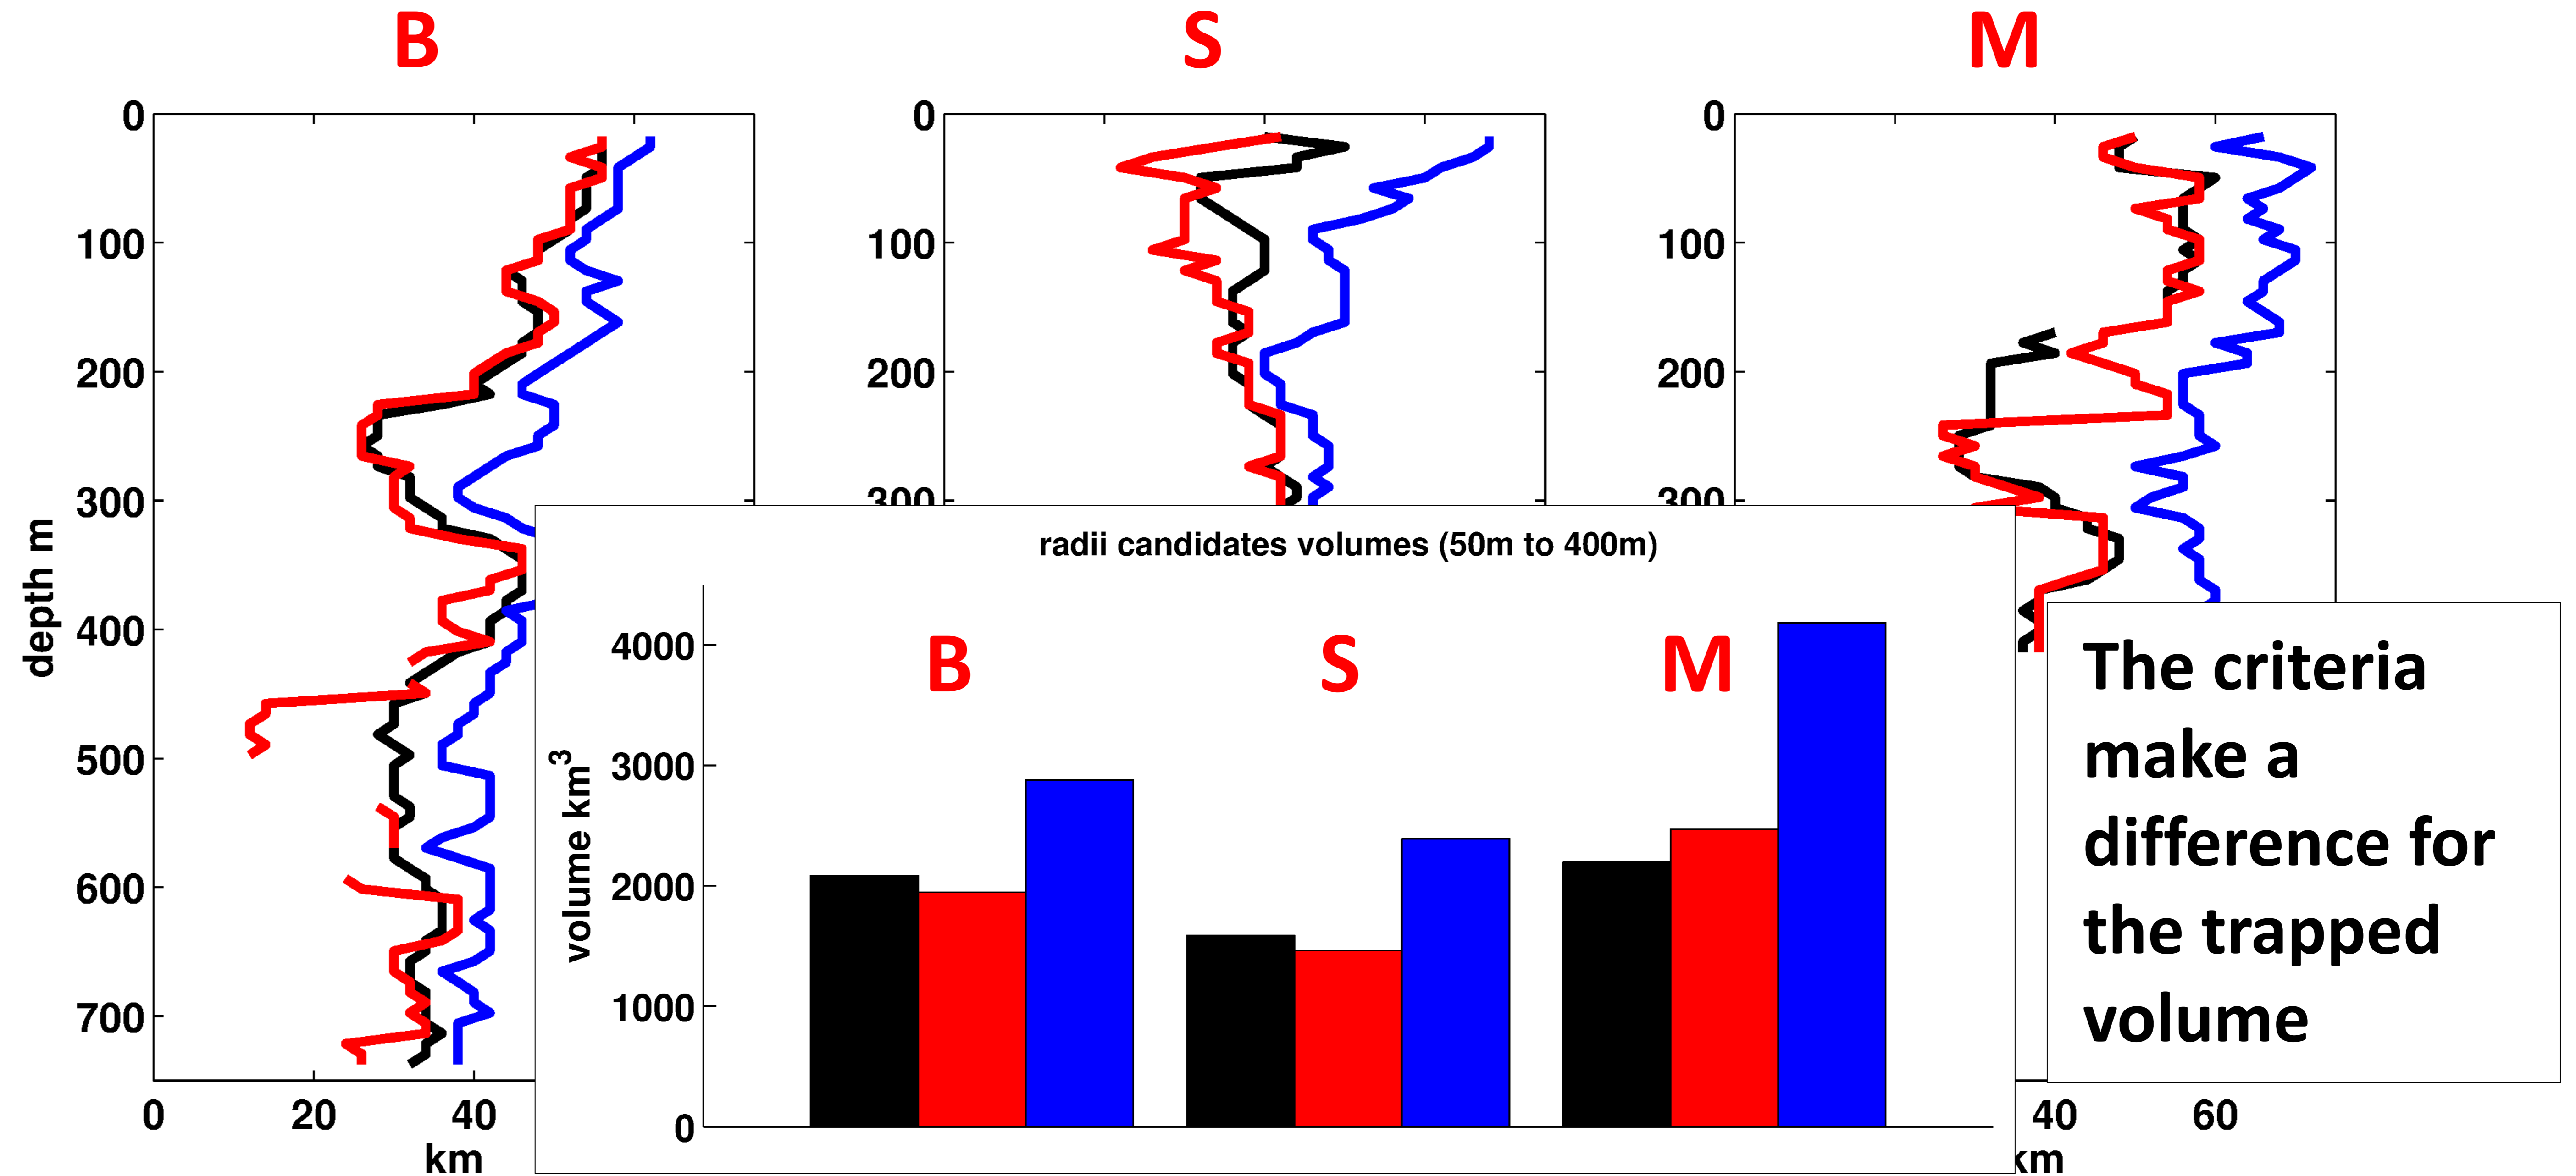 B
S
M
0
100
200
300
400
500
600
700
depth m
0
20
40
km
0
100
200
300
0
100
200
300
40
60
km
radii candidates volumes (50m to 400m)
B
S
M
4000
3000
2000
1000
0
volume km³
The criteria
make a
difference for
the trapped
volume